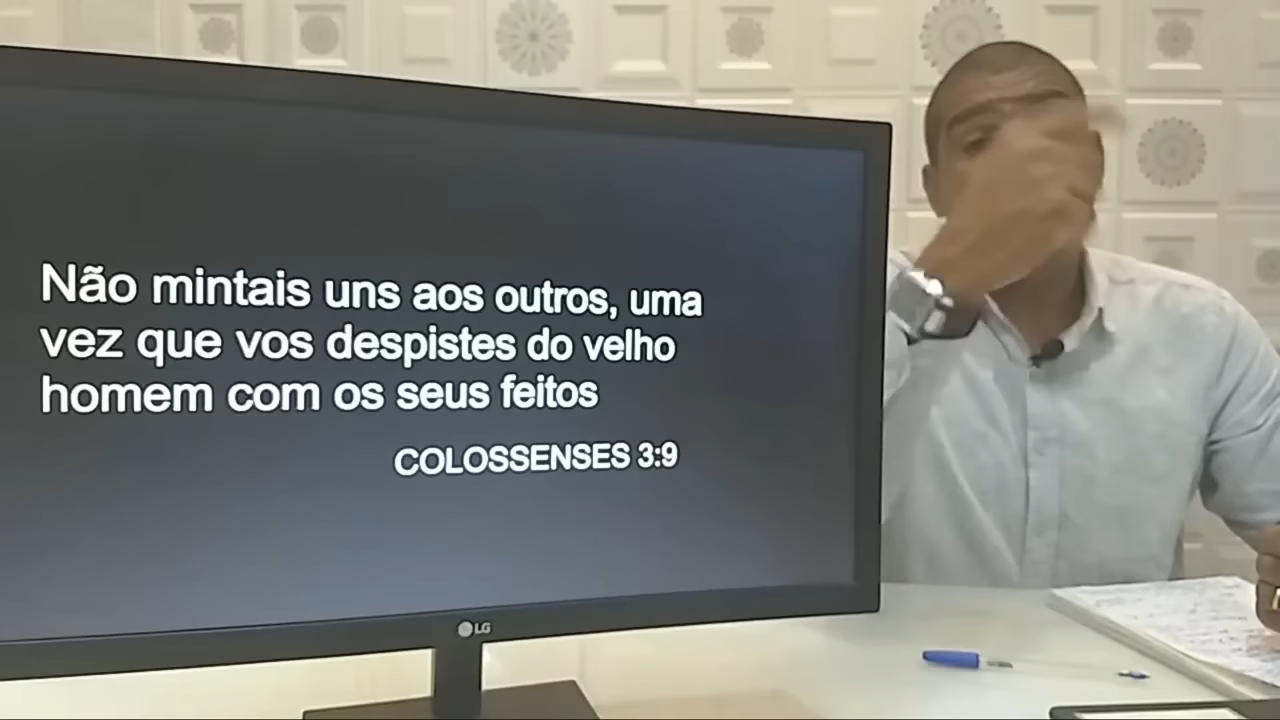 Não mintais uns aos outros, uma
vez que vos despistes do velho
homem com os seus feitos
COLOSSENSES 3:9
LG